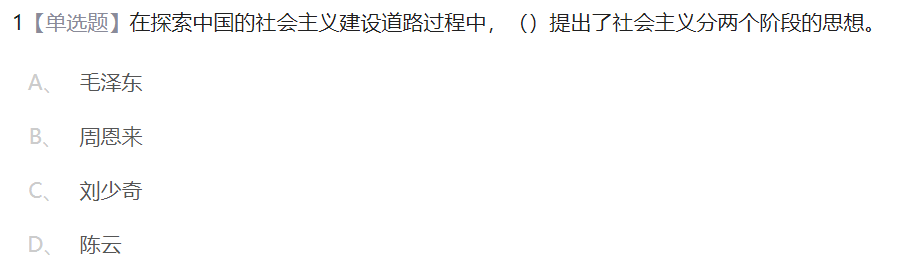 1【单选题】在探索中国的社会主义建设道路过程中，（）提出了社会主义分两个阶段的思想。
A、 毛泽东
B、 周恩来
C、 刘少奇
D、 陈云